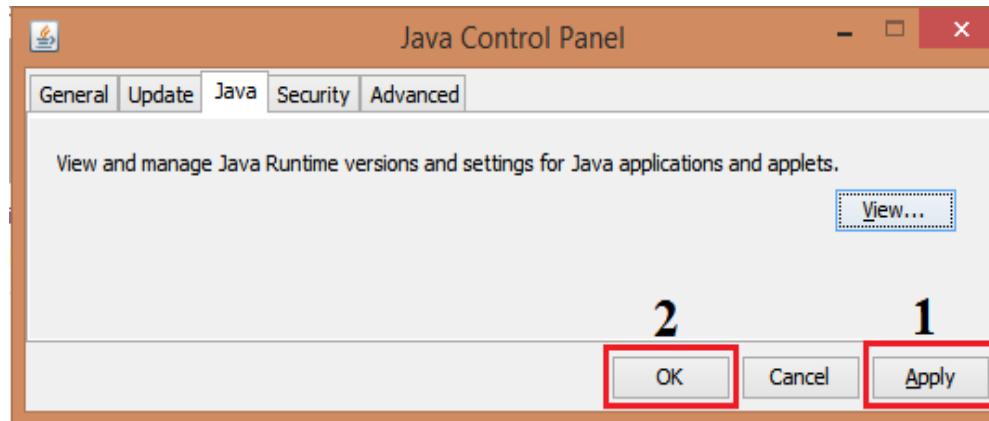 Java Control Panel
General Update Java Security Advanced
View and manage Java Runtime versions and settings for Java applications and applets.
View...
2 1
OK Cancel Apply